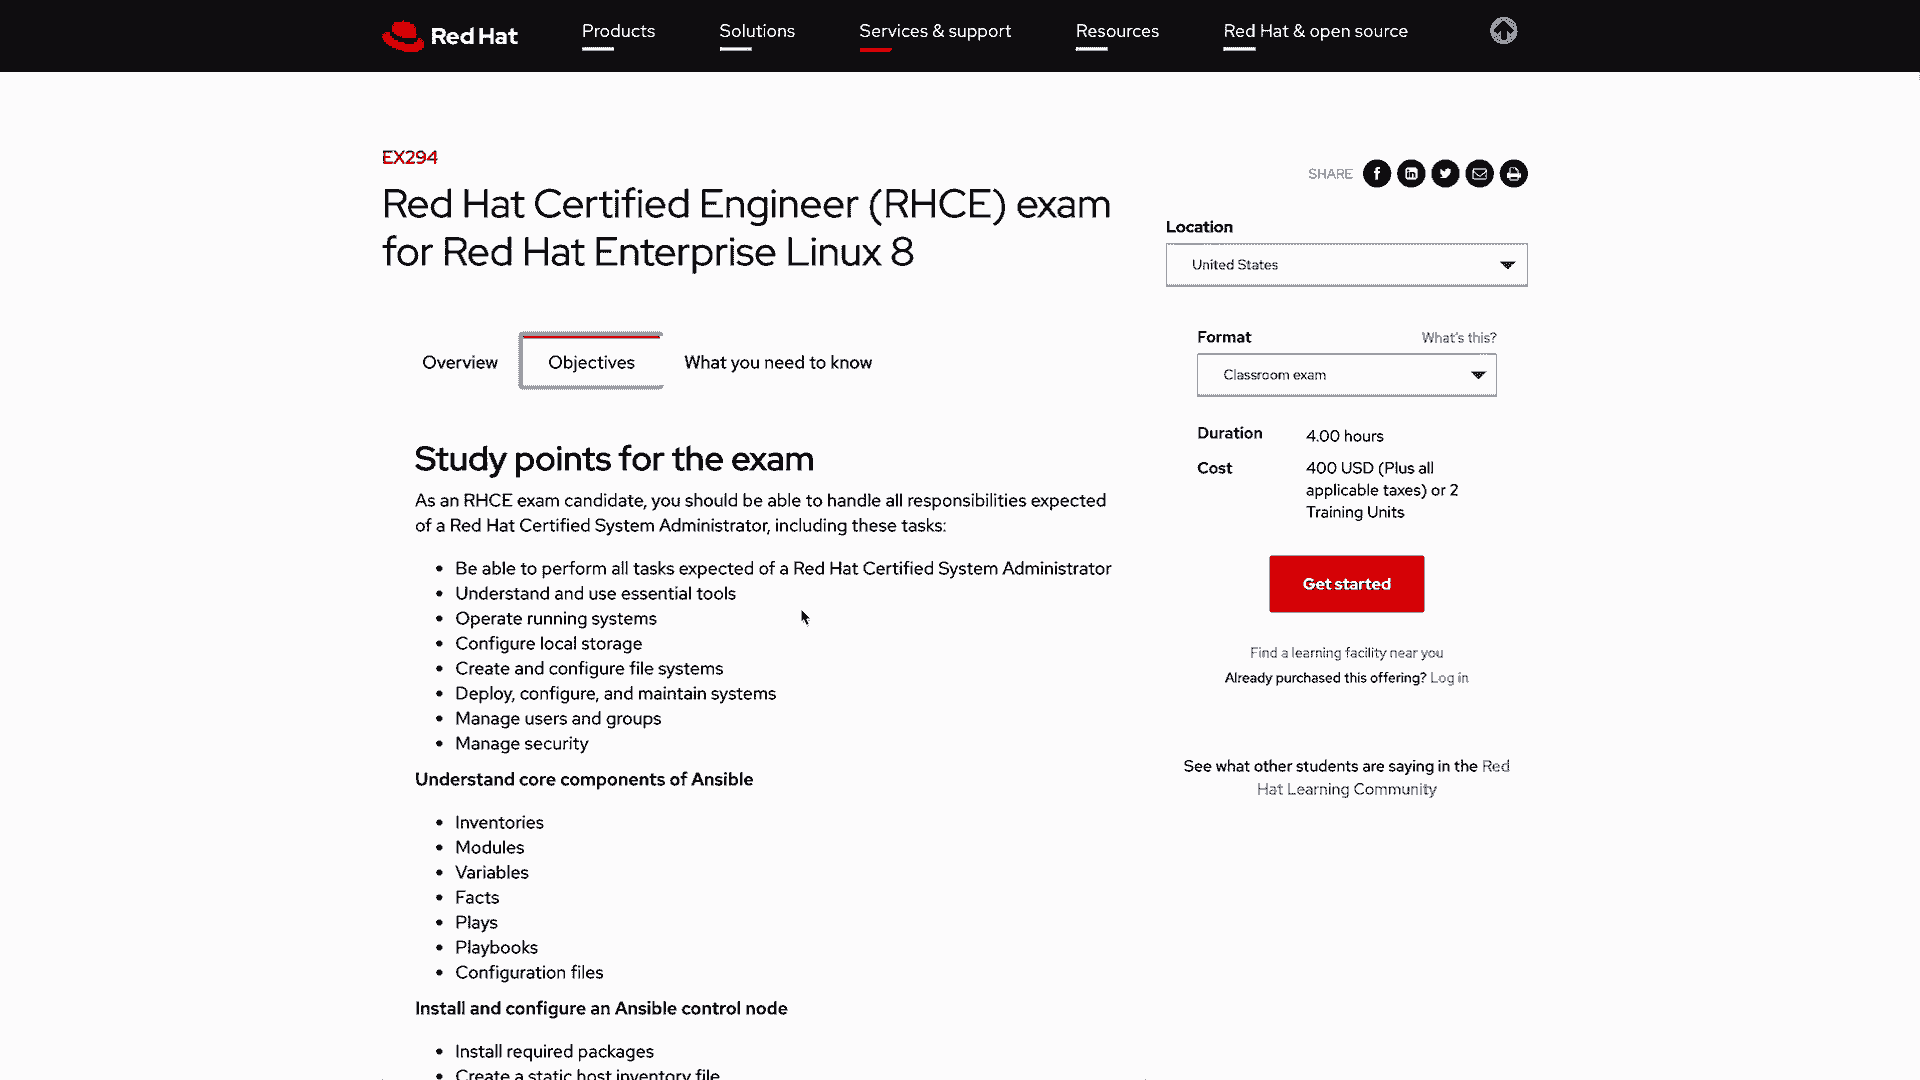 Red Hat
Products
Solutions
Services & support
Resources
Red Hat & open source
EX294
Red Hat Certified Engineer (RHCE) exam
for Red Hat Enterprise Linux 8
SHARE
Location
United States
Overview
Objectives
What you need to know
Format
What's this?
Classroom exam
Duration
4.00 hours
Cost
400 USD (Plus all
applicable taxes) or 2
Training Units
Get started
Find a learning facility near you
Already purchased this offering? Log in
See what other students are saying in the Red
Hat Learning Community
Study points for the exam
As an RHCE exam candidate, you should be able to handle all responsibilities expected
of a Red Hat Certified System Administrator, including these tasks:
Be able to perform all tasks expected of a Red Hat Certified System Administrator
Understand and use essential tools
Operate running systems
Configure local storage
Create and configure file systems
Deploy, configure, and maintain systems
Manage users and groups
Manage security
Understand core components of Ansible
Inventories
Modules
Variables
Facts
Plays
Playbooks
Configuration files
Install and configure an Ansible control node
Install required packages
Create a static host inventory file